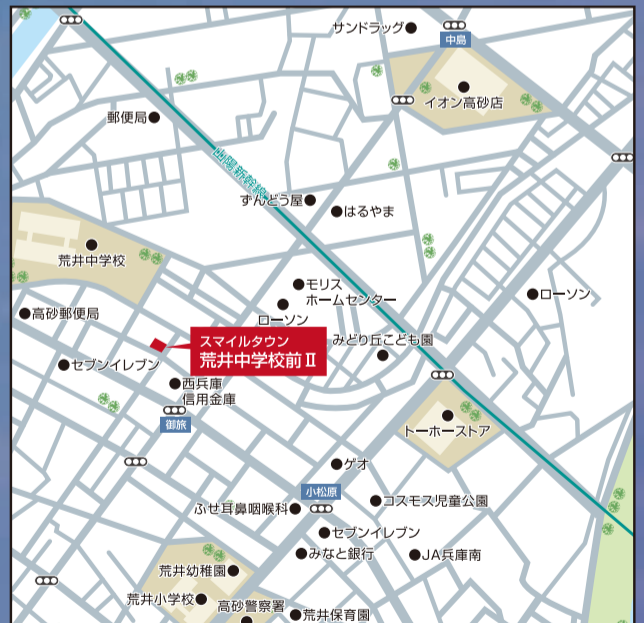 サンドラッグ
中島
イオン高砂店
郵便局
山陽新幹線
ずんどう屋
はるやま
荒井中学校
モリス
ホームセンター
ローソン
ローソン
高砂郵便局
スマイルタウン
荒井中学校前Ⅱ
みどり丘こども園
セブンイレブン
西兵庫
信用金庫
御旅
トーホーストア
ゲオ
小松原
コスモス児童公園
ふせ耳鼻咽喉科
セブンイレブン
みなと銀行
JA兵庫南
荒井幼稚園
荒井小学校
高砂警察署
荒井保育園